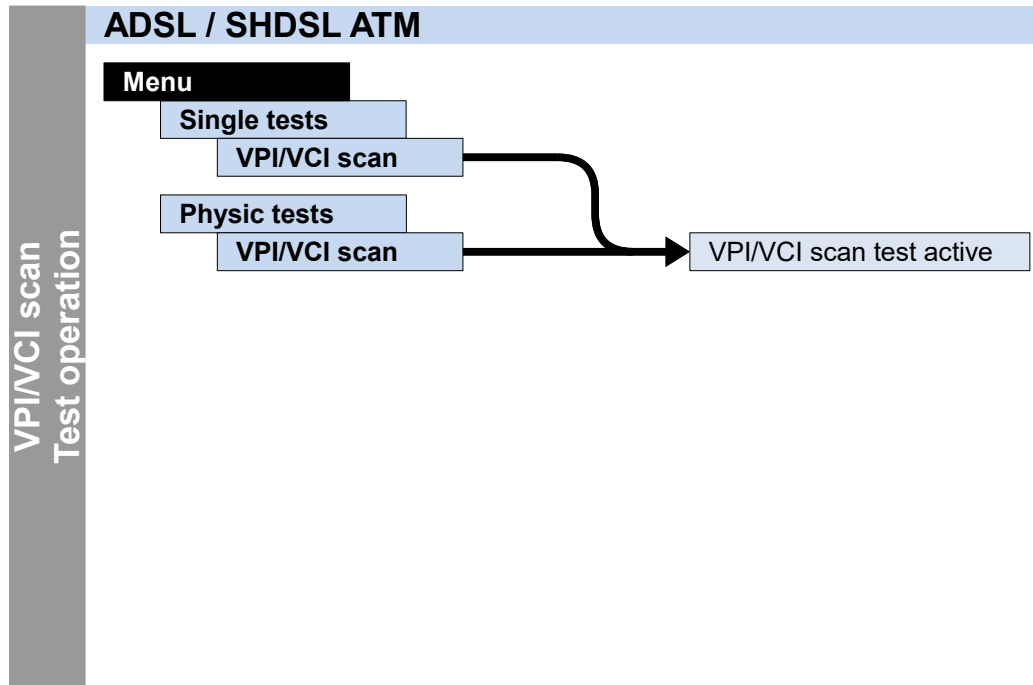 ADSL / SHDSL ATM
Menu
Single tests
VPI/VCI scan
Physic tests
VPI/VCI scan
VPI/VCI scan test active
VPI/VCI scan
Test operation